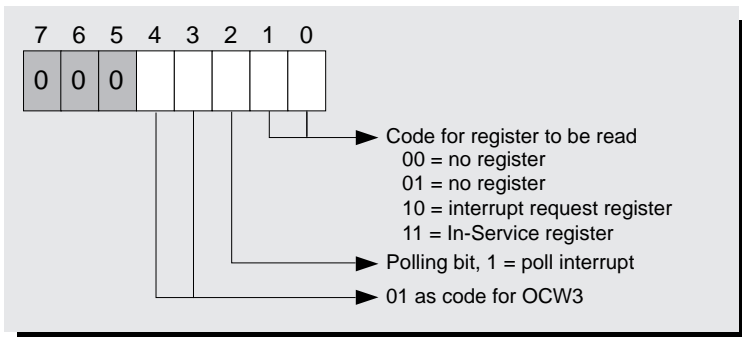 7 6 5 4 3 2 1 0
0 0 0
Code for register to be read
00 = no register
01 = no register
10 = interrupt request register
11 = In-Service register
Polling bit, 1 = poll interrupt
01 as code for OCW3